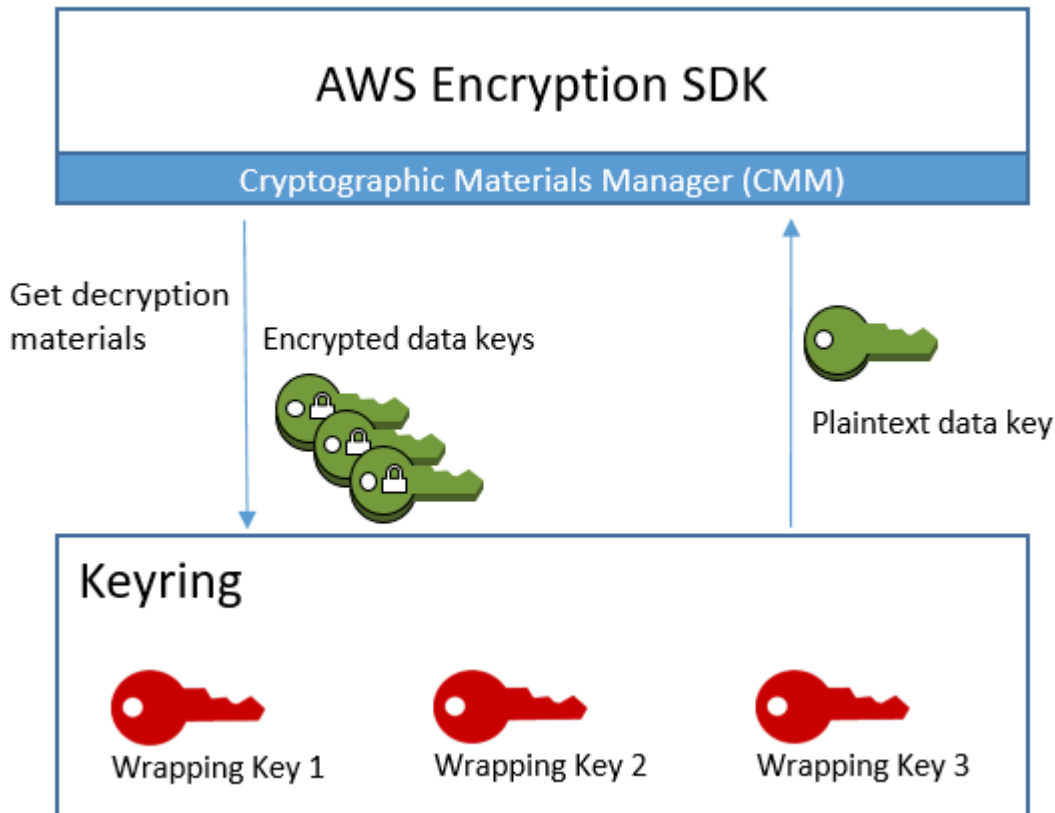 AWS Encryption SDK
Cryptographic Materials Manager (CMM)
Get decryption
materials
Encrypted data keys
Plaintext data key
Keyring
Wrapping Key 1
Wrapping Key 2
Wrapping Key 3